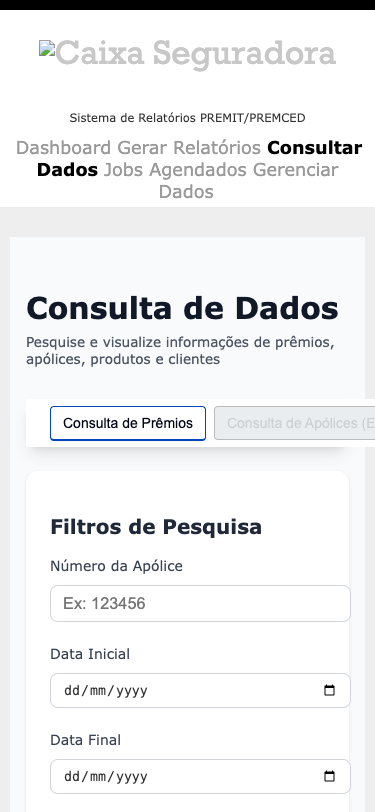 Caixa Seguradora
Sistema de Relatórios PREMIT/PREMCED
Dashboard Gerar Relatórios Consultar
Dados Jobs Agendados Gerenciar
Dados
Consulta de Dados
Pesquise e visualize informações de prêmios,
apólices, produtos e clientes
Consulta de Prêmios
Consulta de Apólices (E
Filtros de Pesquisa
Número da Apólice
Ex: 123456
Data Inicial
dd/mm/yyyy
Data Final
dd/mm/yyyy